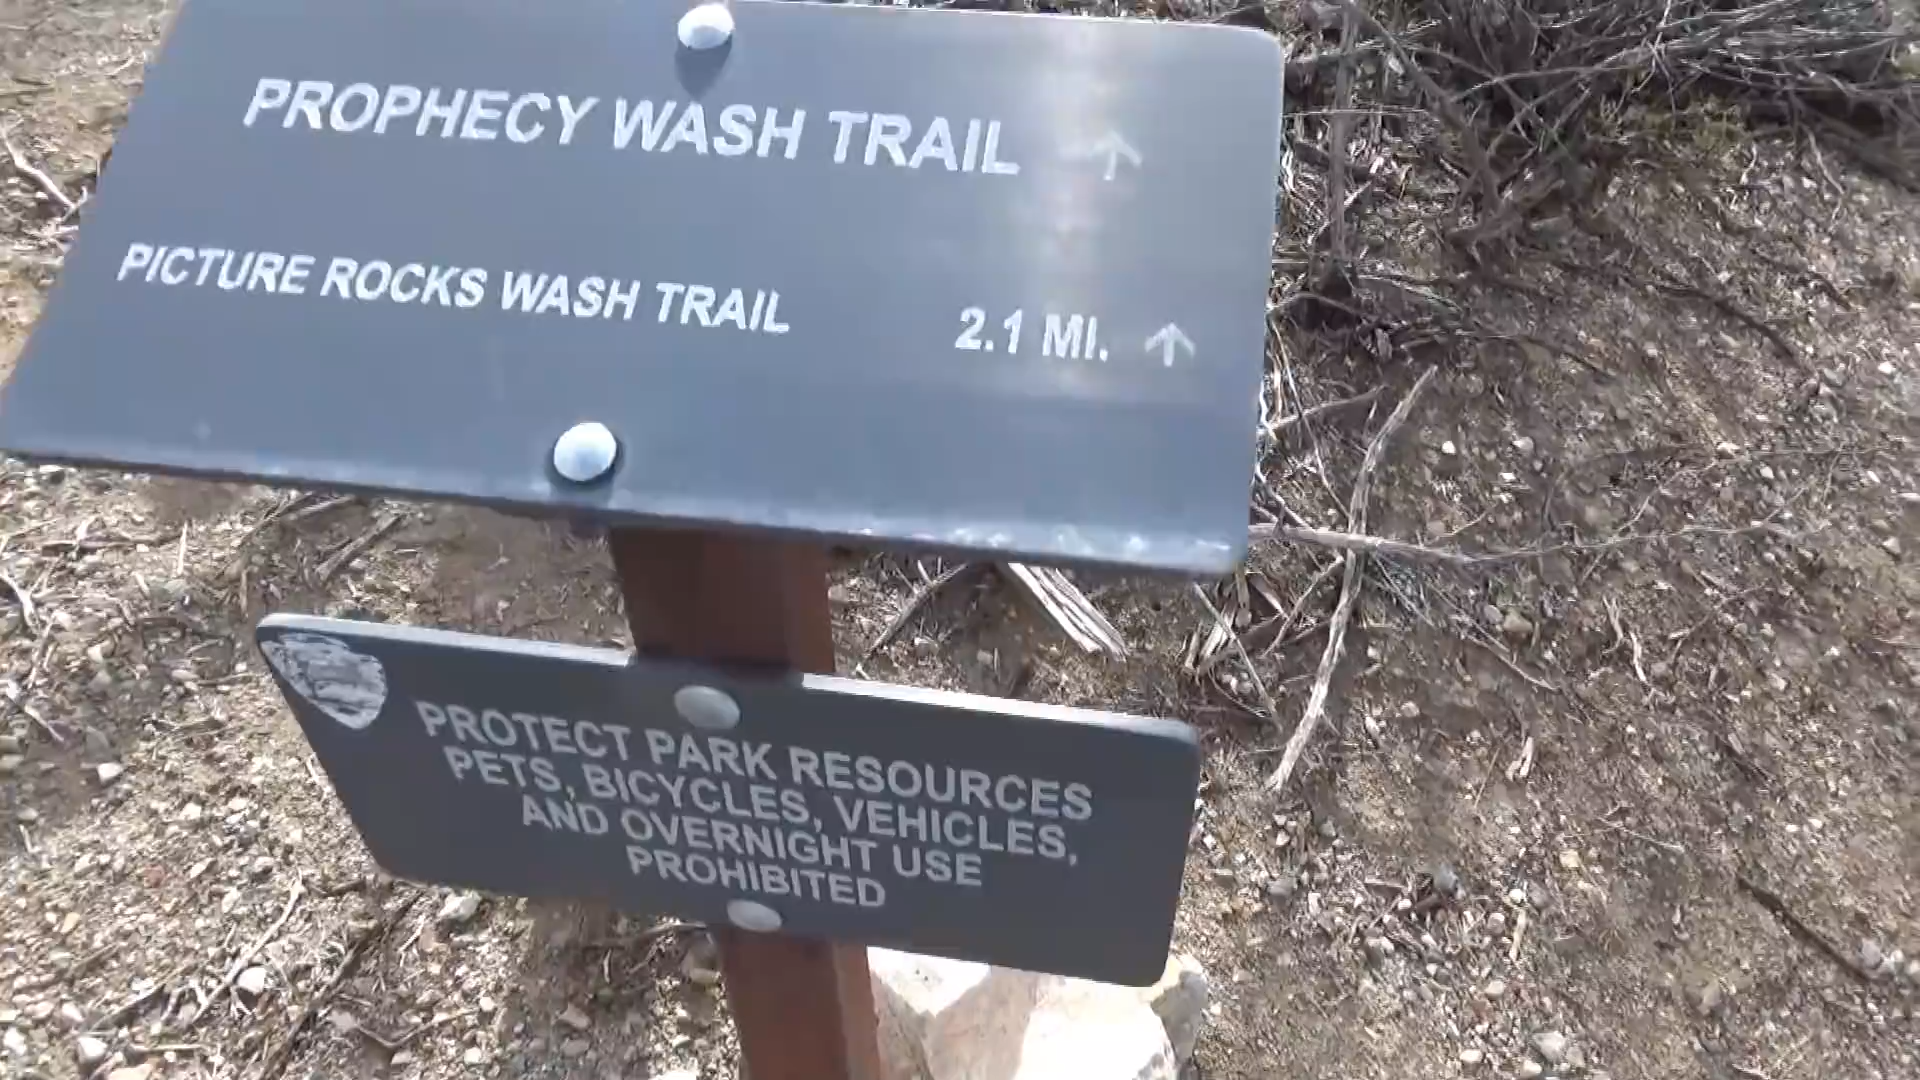 PROPHECY WASH TRAIL ↑
PICTURE ROCKS WASH TRAIL 2.1 MI. ↑
PROTECT PARK RESOURCES
PETS, BICYCLES, VEHICLES,
AND OVERNIGHT USE
PROHIBITED